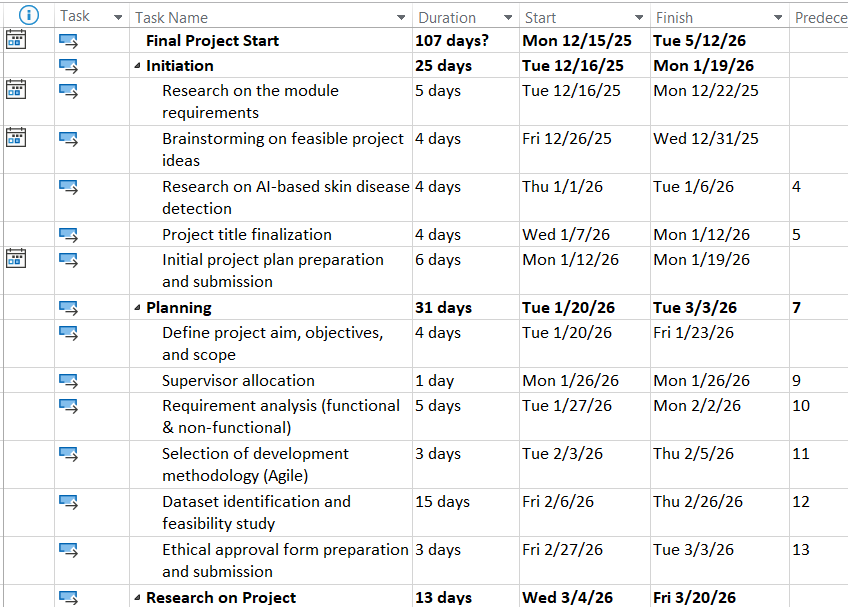 Task Task Name Duration Start Finish Predece
Final Project Start 107 days? Mon 12/15/25 Tue 5/12/26
Initiation 25 days Tue 12/16/25 Mon 1/19/26
Research on the module 5 days Tue 12/16/25 Mon 12/22/25
requirements
Brainstorming on feasible project 4 days Fri 12/26/25 Wed 12/31/25
ideas
Research on AI-based skin disease 4 days Thu 1/1/26 Tue 1/6/26 4
detection
Project title finalization 4 days Wed 1/7/26 Mon 1/12/26 5
Initial project plan preparation 6 days Mon 1/12/26 Mon 1/19/26
and submission
Planning 31 days Tue 1/20/26 Tue 3/3/26 7
Define project aim, objectives, 4 days Tue 1/20/26 Fri 1/23/26
and scope
Supervisor allocation 1 day Mon 1/26/26 Mon 1/26/26 9
Requirement analysis (functional 5 days Tue 1/27/26 Mon 2/2/26 10
& non-functional)
Selection of development 3 days Tue 2/3/26 Thu 2/5/26 11
methodology (Agile)
Dataset identification and 15 days Fri 2/6/26 Thu 2/26/26 12
feasibility study
Ethical approval form preparation 3 days Fri 2/27/26 Tue 3/3/26 13
and submission
Research on Project 13 days Wed 3/4/26 Fri 3/20/26